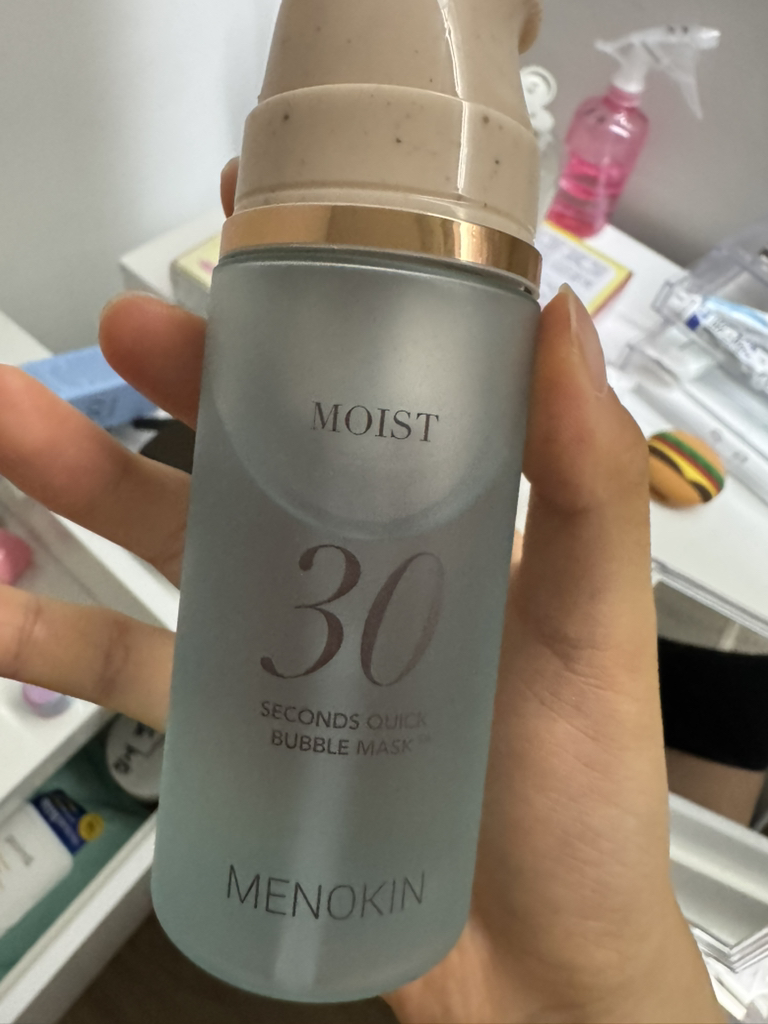 MOIST
30
SECONDS QUICK
BUBBLE MASK
MENOKIN